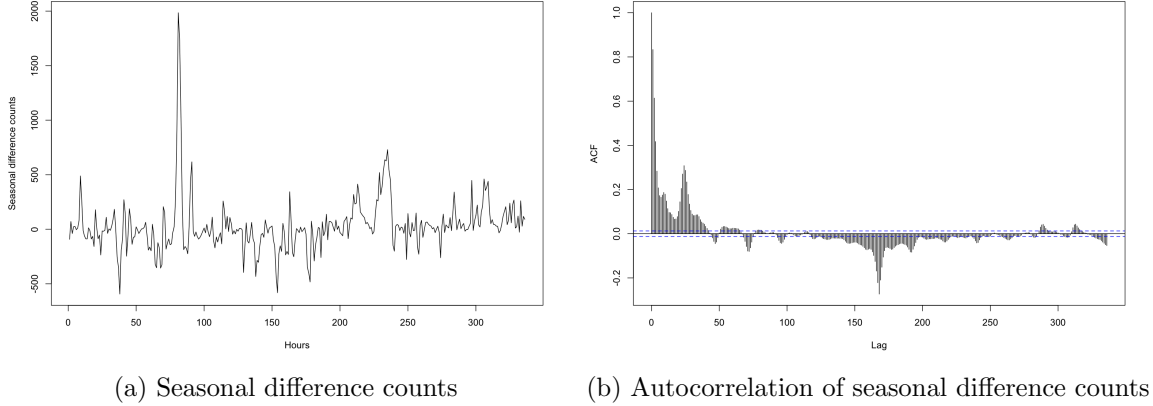 2000
1500
1000
500
0
-500
Seasonal difference counts
0 50 100 150 200 250 300
Hours
1.0
0.8
0.6
0.4
0.2
0.0
-0.2
ACF
0 50 100 150 200 250 300
Lag
(a) Seasonal difference counts
(b) Autocorrelation of seasonal difference counts